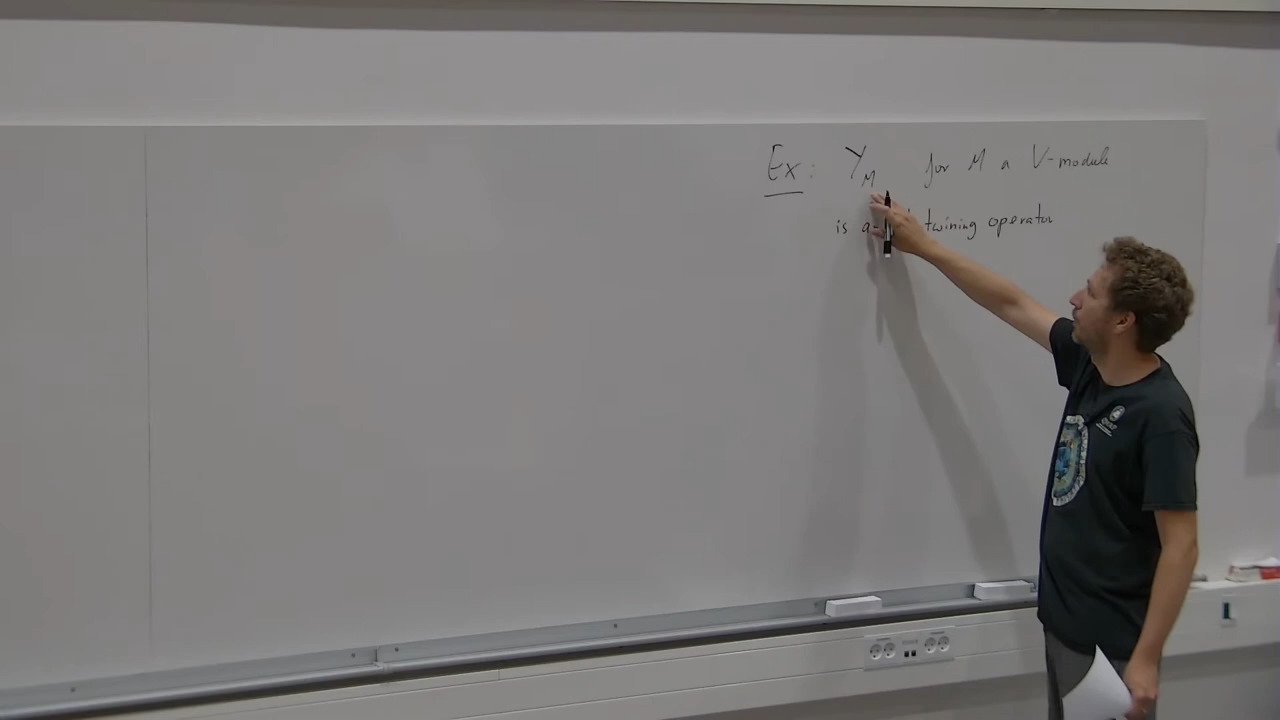 Ex: Y_M for M a V-module
is a twining operator